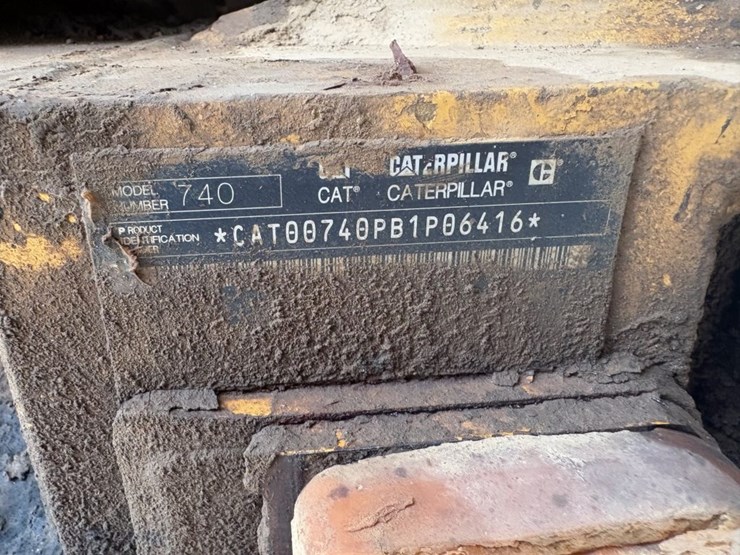 CATERPILLAR®
MODEL
NUMBER 740 CAT® CATERPILLAR®
PRODUCT
IDENTIFICATION *CAT00740PB1P06416*